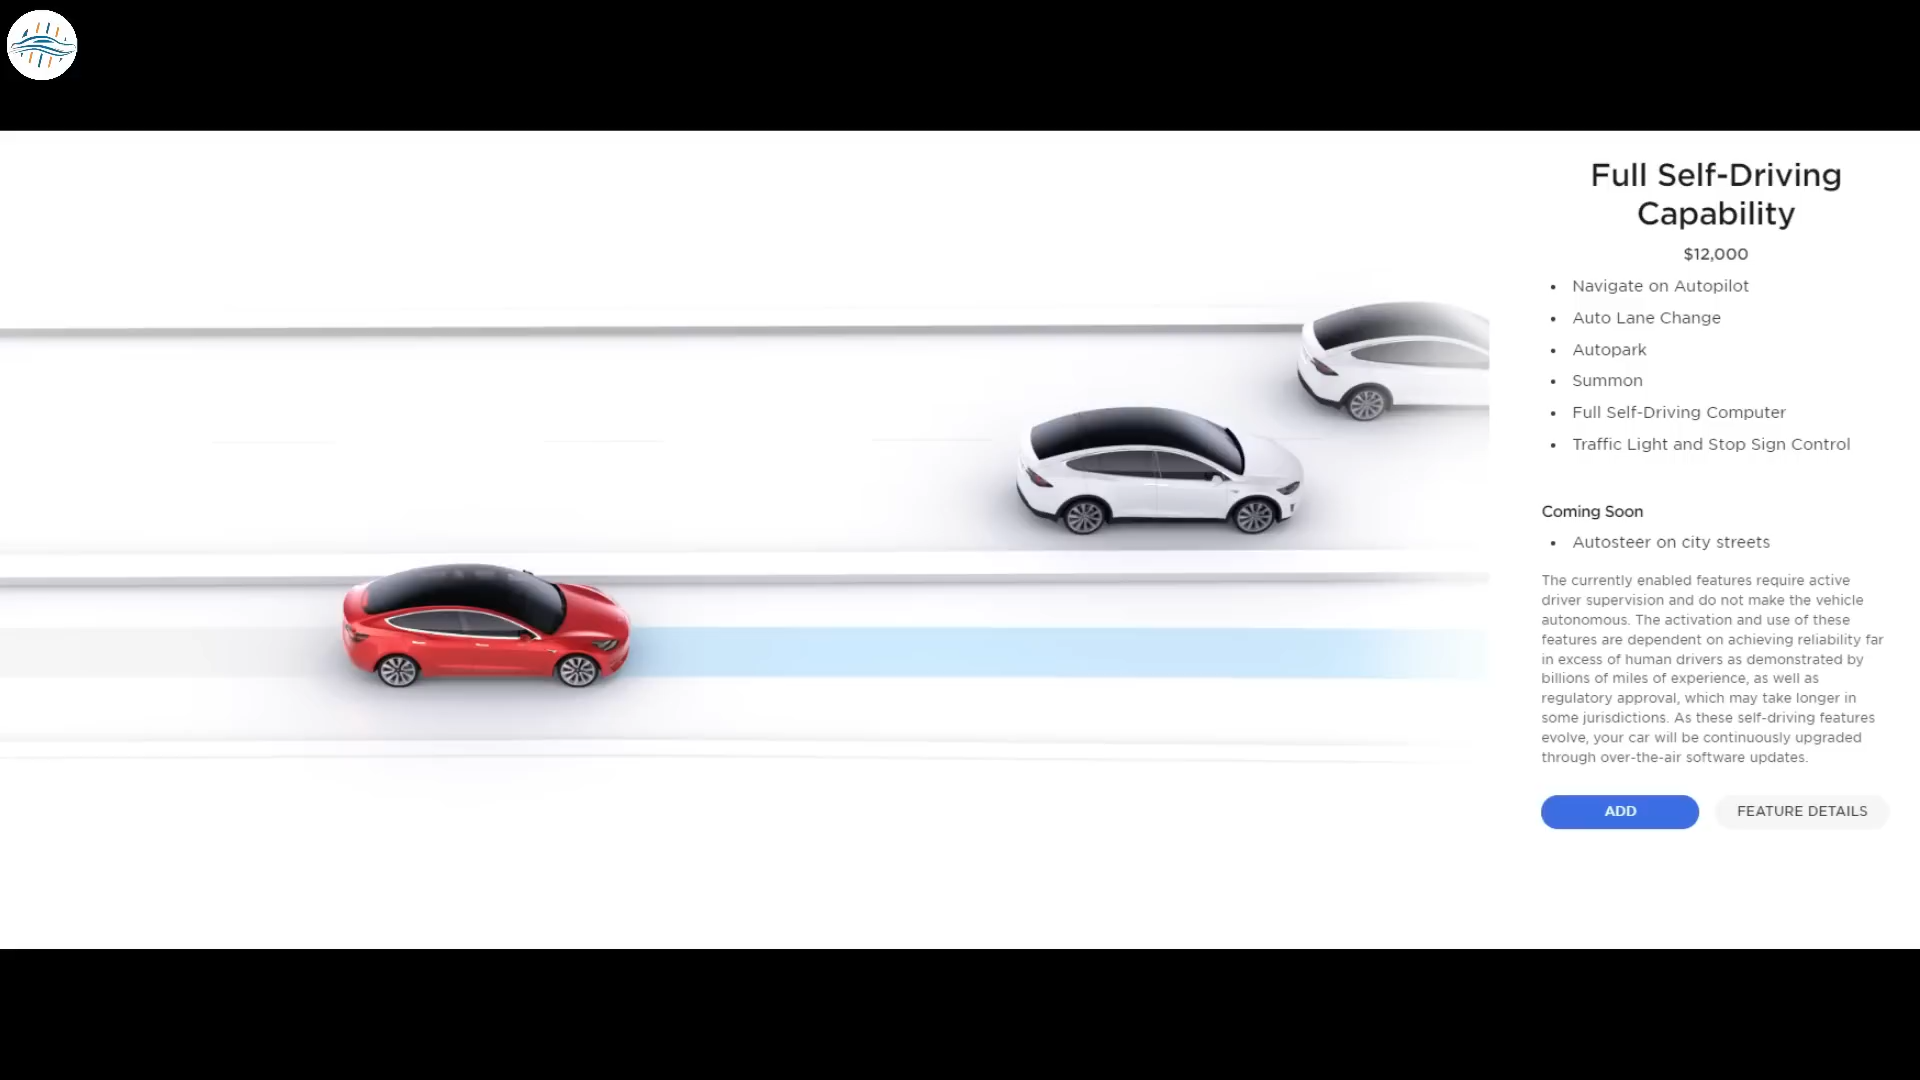 Full Self-Driving
Capability
$12,000
• Navigate on Autopilot
• Auto Lane Change
• Autopark
• Summon
• Full Self-Driving Computer
• Traffic Light and Stop Sign Control
Coming Soon
• Autosteer on city streets
The currently enabled features require active
driver supervision and do not make the vehicle
autonomous. The activation and use of these
features are dependent on achieving reliability far
in excess of human drivers as demonstrated by
billions of miles of experience, as well as
regulatory approval, which may take longer in
some jurisdictions. As these self-driving features
evolve, your car will be continuously upgraded
through over-the-air software updates.
ADD
FEATURE DETAILS